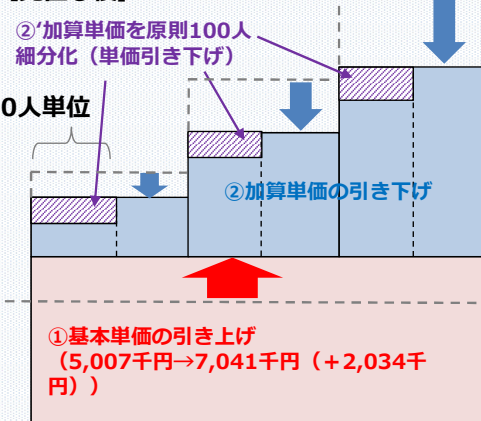 ②‘加算単価を原則100人
細分化（単価引き下げ）
0人単位
②加算単価の引き下げ
①基本単価の引き上げ
（5,007千円→7,041千円（＋2,034千
円））